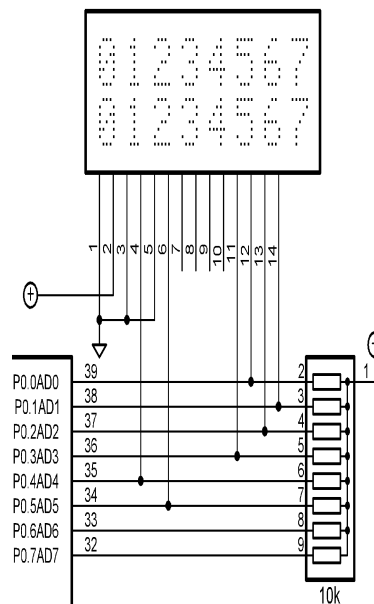 01234567
01234567
1 2 3 4 5 6 7 8 9 10 11 12 13 14
P0.0AD0 39 2 1
P0.1AD1 38 3
P0.2AD2 37 4
P0.3AD3 36 5
P0.4AD4 35 6
P0.5AD5 34 7
P0.6AD6 33 8
P0.7AD7 32 9
10k